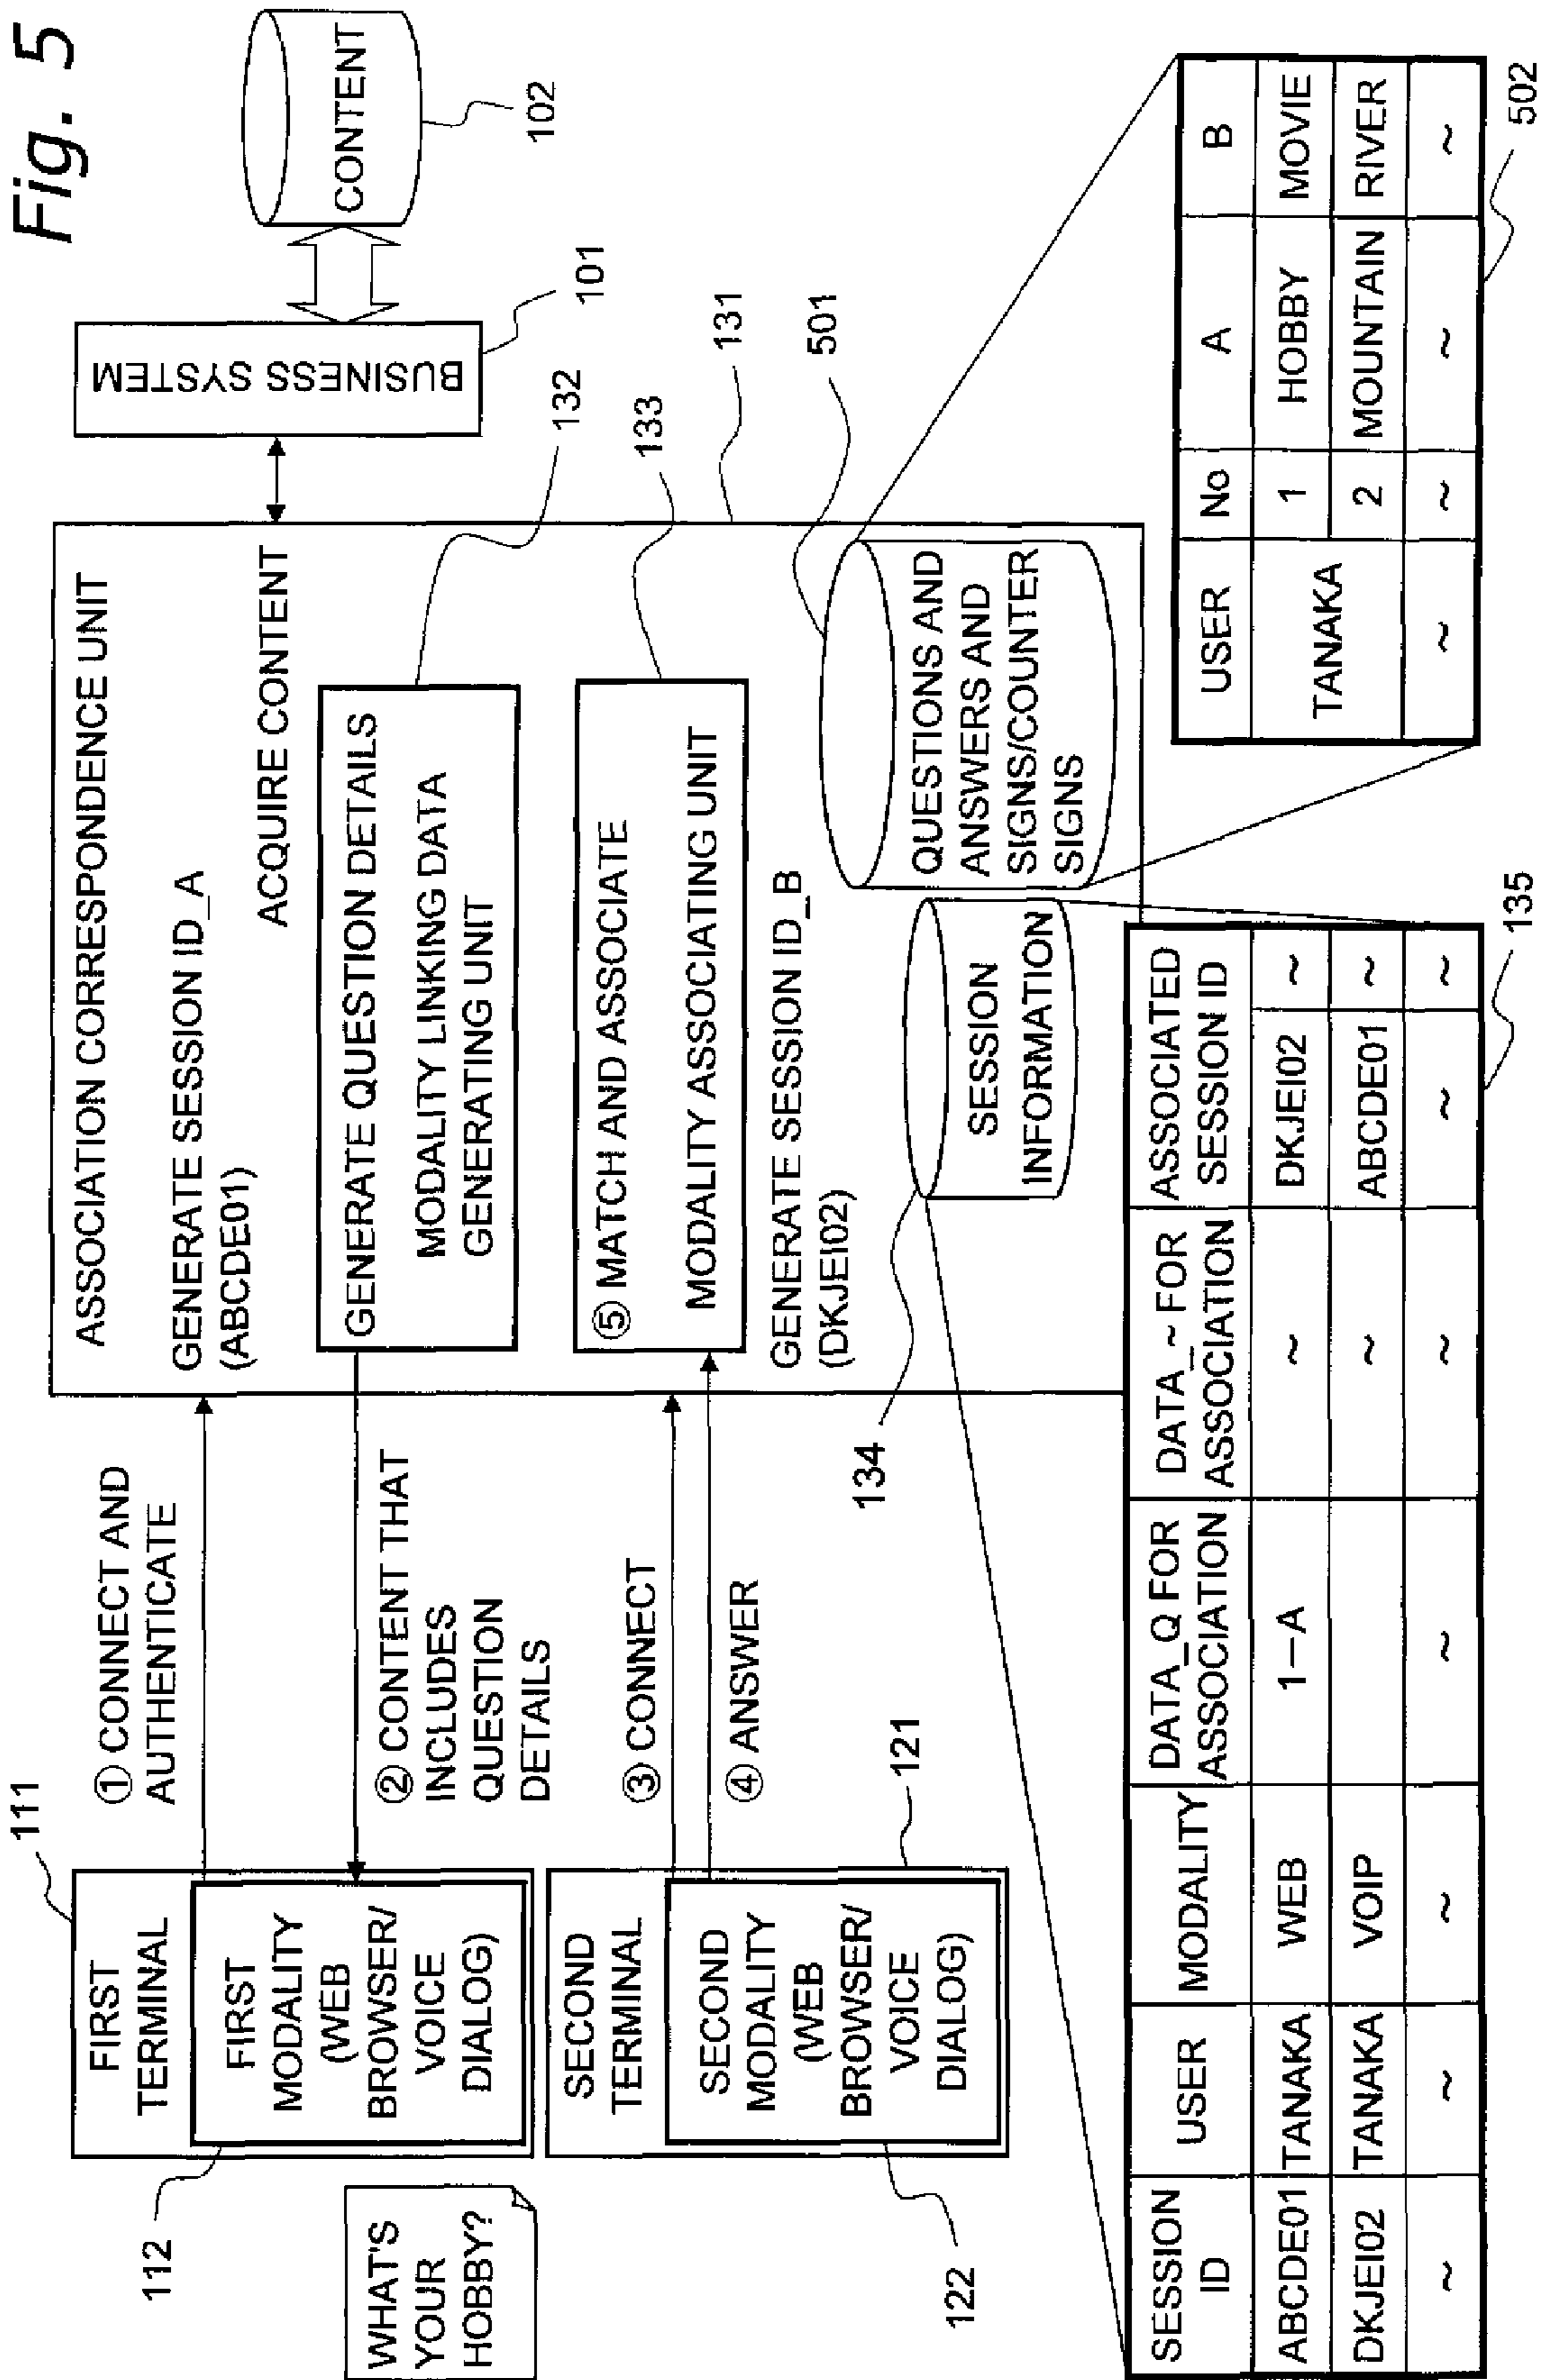 Fig. 5
111
FIRST
TERMINAL
FIRST
MODALITY
(WEB
BROWSER/
VOICE
DIALOG)
112
WHAT'S
YOUR
HOBBY?
SECOND
TERMINAL
SECOND
MODALITY
(WEB
BROWSER/
VOICE
DIALOG)
121
122
① CONNECT AND
AUTHENTICATE
② CONTENT THAT
INCLUDES
QUESTION
DETAILS
③ CONNECT
④ ANSWER
ASSOCIATION CORRESPONDENCE UNIT
GENERATE SESSION ID_A
(ABCDE01)
ACQUIRE CONTENT
GENERATE QUESTION DETAILS
MODALITY LINKING DATA
GENERATING UNIT
⑤ MATCH AND ASSOCIATE
MODALITY ASSOCIATING UNIT
GENERATE SESSION ID_B
(DKJEI02)
SESSION
INFORMATION
134
QUESTIONS AND
ANSWERS AND
SIGNS/COUNTER
SIGNS
501
131
132
133
BUSINESS SYSTEM
101
CONTENT
102
SESSION ID USER MODALITY DATA_Q FOR ASSOCIATION DATA_~ FOR ASSOCIATION ASSOCIATED SESSION ID
ABCDE01 TANAKA WEB 1-A ~ DKJEI02 ~
DKJEI02 TANAKA VOIP ~ ABCDE01 ~
~ ~ ~ ~ ~ ~ ~
135
USER No A B
TANAKA 1 HOBBY MOVIE
2 MOUNTAIN RIVER
~ ~ ~ ~
502